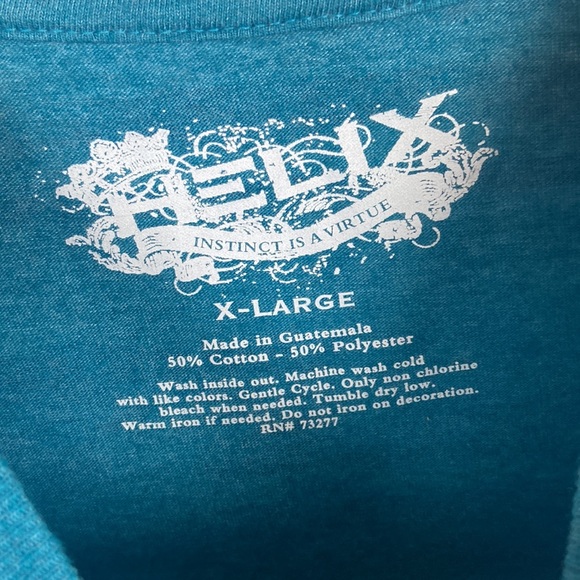 HELIX
INSTINCT IS A VIRTUE
X-LARGE
Made in Guatemala
50% Cotton - 50% Polyester
Wash inside out. Machine wash cold
with like colors. Gentle Cycle. Only non chlorine
bleach when needed. Tumble dry low.
Warm iron if needed. Do not iron on decoration.
RN# 73277